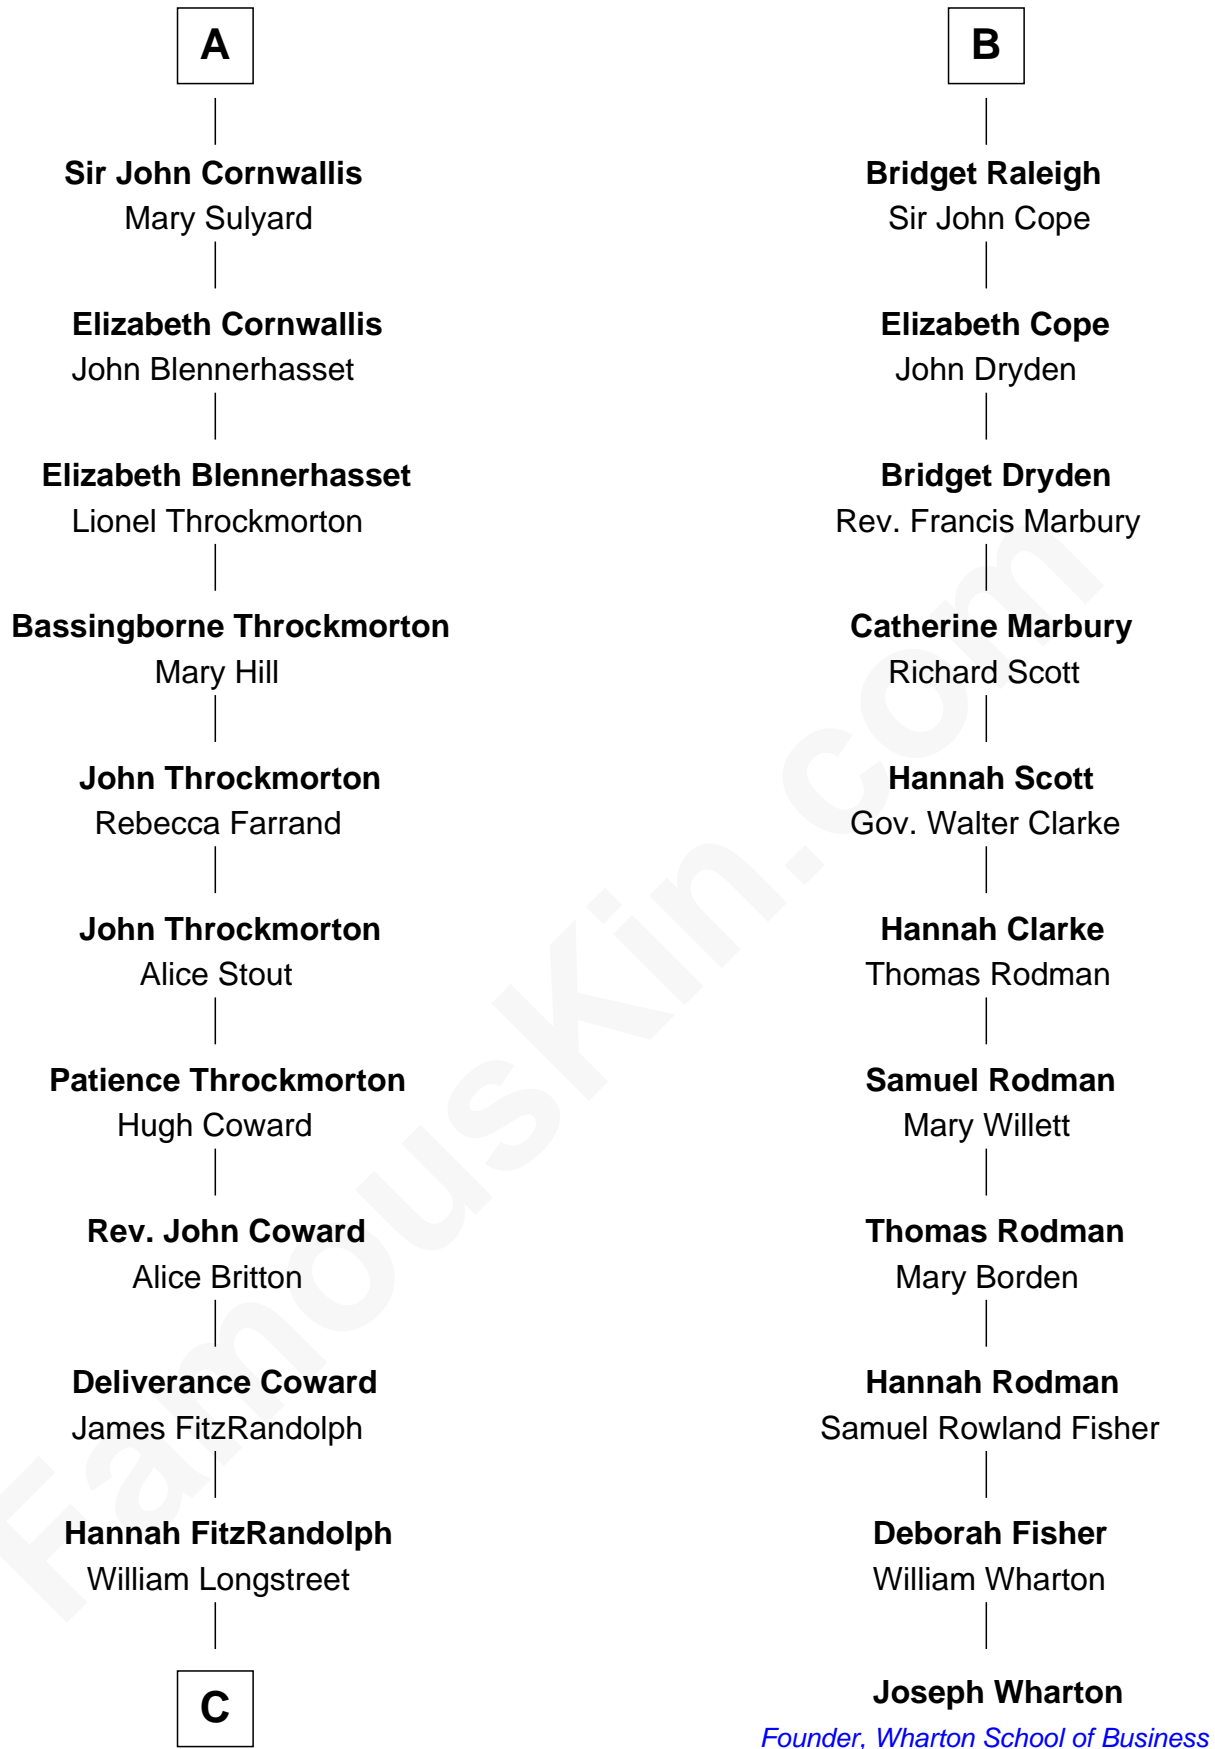 A
Sir John Cornwallis
Mary Sulyard
Elizabeth Cornwallis
John Blennerhasset
Elizabeth Blennerhasset
Lionel Throckmorton
Bassingborne Throckmorton
Mary Hill
John Throckmorton
Rebecca Farrand
John Throckmorton
Alice Stout
Patience Throckmorton
Hugh Coward
Rev. John Coward
Alice Britton
Deliverance Coward
James FitzRandolph
Hannah FitzRandolph
William Longstreet
C
B
Bridget Raleigh
Sir John Cope
Elizabeth Cope
John Dryden
Bridget Dryden
Rev. Francis Marbury
Catherine Marbury
Richard Scott
Hannah Scott
Gov. Walter Clarke
Hannah Clarke
Thomas Rodman
Samuel Rodman
Mary Willett
Thomas Rodman
Mary Borden
Hannah Rodman
Samuel Rowland Fisher
Deborah Fisher
William Wharton
Joseph Wharton
Founder, Wharton School of Business
FamousKin.com